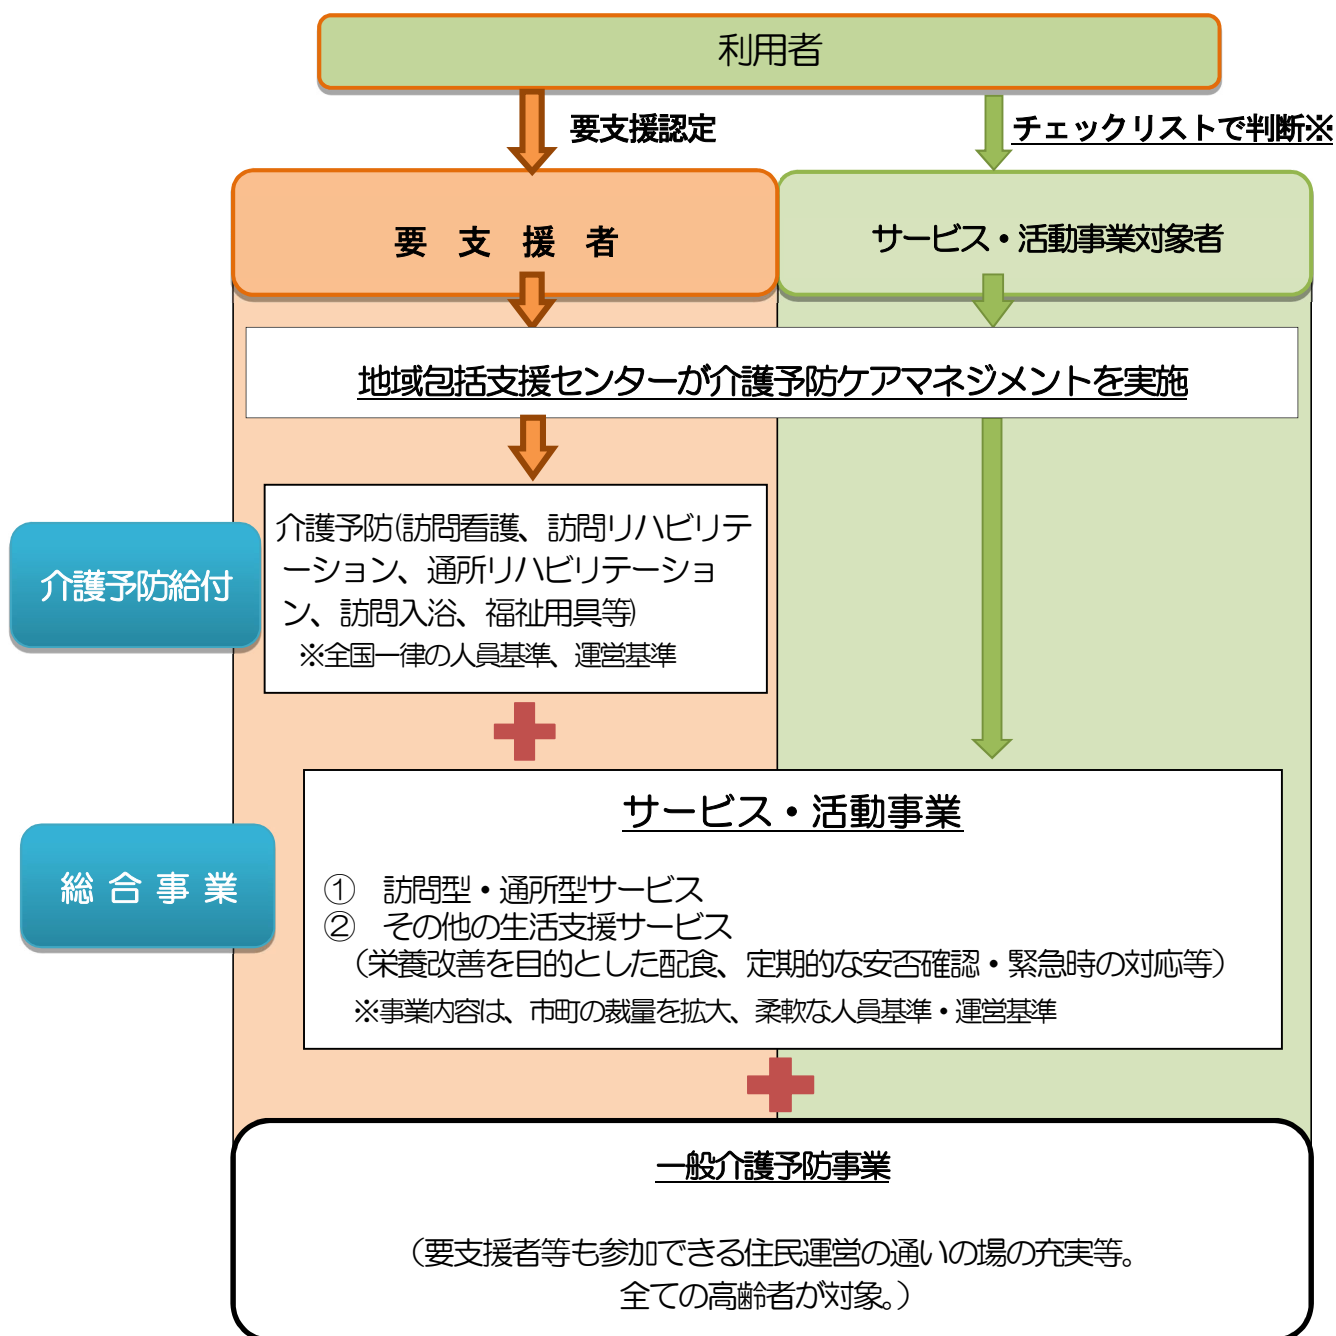 利用者
要支援認定
チェックリストで判断※
要 支 援 者
サービス・活動事業対象者
地域包括支援センターが介護予防ケアマネジメントを実施
介護予防給付
介護予防(訪問看護、訪問リハビリテ
ーション、通所リハビリテーショ
ン、訪問入浴、福祉用具等)
※全国一律の人員基準、運営基準
総 合 事 業
サービス・活動事業
① 訪問型・通所型サービス
② その他の生活支援サービス
（栄養改善を目的とした配食、定期的な安否確認・緊急時の対応等）
※事業内容は、市町の裁量を拡大、柔軟な人員基準・運営基準
一般介護予防事業
（要支援者等も参加できる住民運営の通いの場の充実等。
全ての高齢者が対象。）